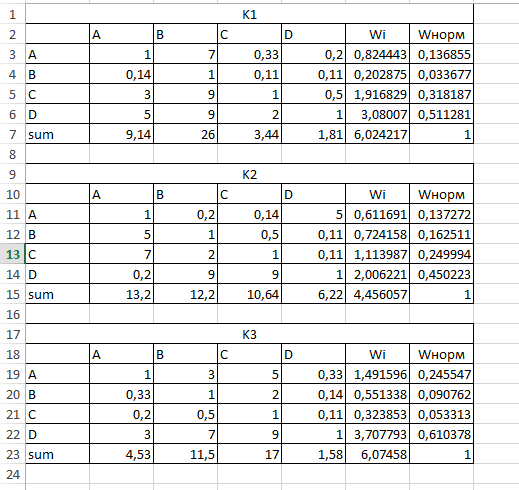 1 K1
2 A B C D Wi Wнорм
3 A 1 7 0,33 0,2 0,824443 0,136855
4 B 0,14 1 0,11 0,11 0,202875 0,033677
5 C 3 9 1 0,5 1,916829 0,318187
6 D 5 9 2 1 3,08007 0,511281
7 sum 9,14 26 3,44 1,81 6,024217 1
8
9 K2
10 A B C D Wi Wнорм
11 A 1 0,2 0,14 5 0,611691 0,137272
12 B 5 1 0,5 0,11 0,724158 0,162511
13 C 7 2 1 0,11 1,113987 0,249994
14 D 0,2 9 9 1 2,006221 0,450223
15 sum 13,2 12,2 10,64 6,22 4,456057 1
16
17 K3
18 A B C D Wi Wнорм
19 A 1 3 5 0,33 1,491596 0,245547
20 B 0,33 1 2 0,14 0,551338 0,090762
21 C 0,2 0,5 1 0,11 0,323853 0,053313
22 D 3 7 9 1 3,707793 0,610378
23 sum 4,53 11,5 17 1,58 6,07458 1
24